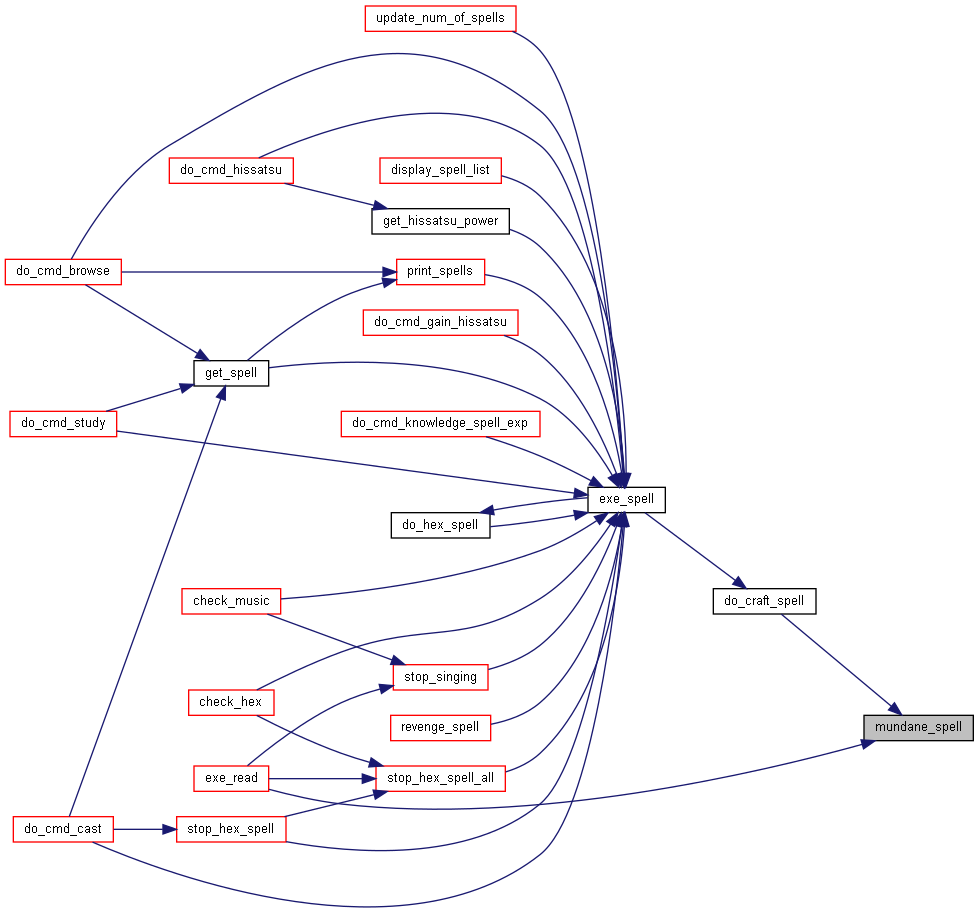 update_num_of_spells
do_cmd_hissatsu
display_spell_list
get_hissatsu_power
do_cmd_browse
print_spells
do_cmd_gain_hissatsu
get_spell
do_cmd_study
do_cmd_knowledge_spell_exp
exe_spell
do_hex_spell
check_music
do_craft_spell
stop_singing
check_hex
revenge_spell
mundane_spell
exe_read
stop_hex_spell_all
do_cmd_cast
stop_hex_spell